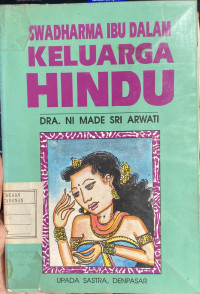 SWADHARMA IBU DALAM
KELUARGA
HINDU
DRA. NI MADE SRI ARWATI
UPADA SASTRA, DENPASAR